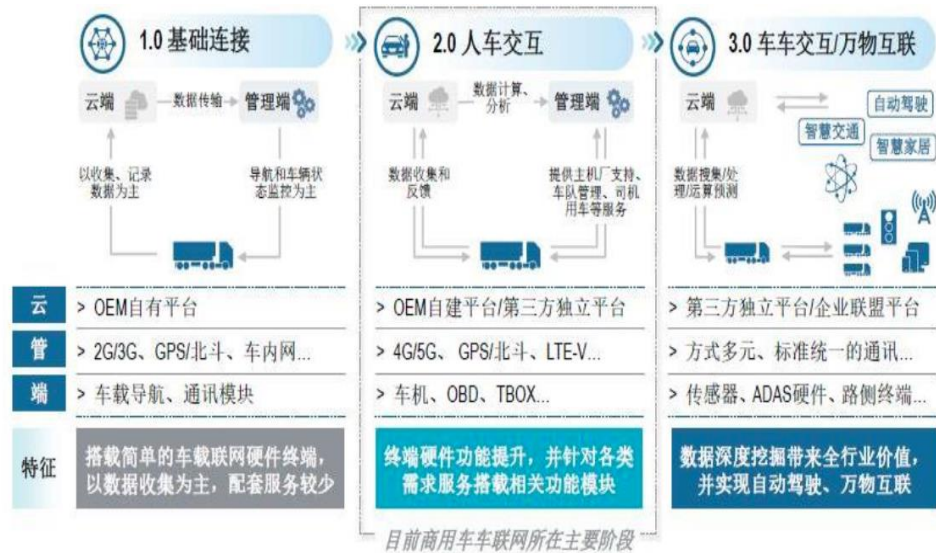 1.0 基础连接
2.0 人车交互
3.0 车车交互/万物互联
云端
数据传输
管理端
以收集、记录
数据为主
导航和车辆状
态监控为主
云端
数据计算、
分析
管理端
数据收集和
反馈
提供主机厂支持、
车队管理、司机
用车等服务
云端
自动驾驶
智慧交通
智慧家居
数据搜集/处
理/运算预测
云
> OEM自有平台
> OEM自建平台/第三方独立平台
> 第三方独立平台/企业联盟平台
管
> 2G/3G、GPS/北斗、车内网...
> 4G/5G、 GPS/北斗、LTE-V...
> 方式多元、标准统一的通讯...
端
> 车载导航、通讯模块
> 车机、OBD、TBOX...
> 传感器、ADAS硬件、路侧终端...
特征
搭载简单的车载联网硬件终端，
以数据收集为主，配套服务较少
终端硬件功能提升，并针对各类
需求服务搭载相关功能模块
数据深度挖掘带来全行业价值，
并实现自动驾驶、万物互联
目前商用车车联网所在主要阶段